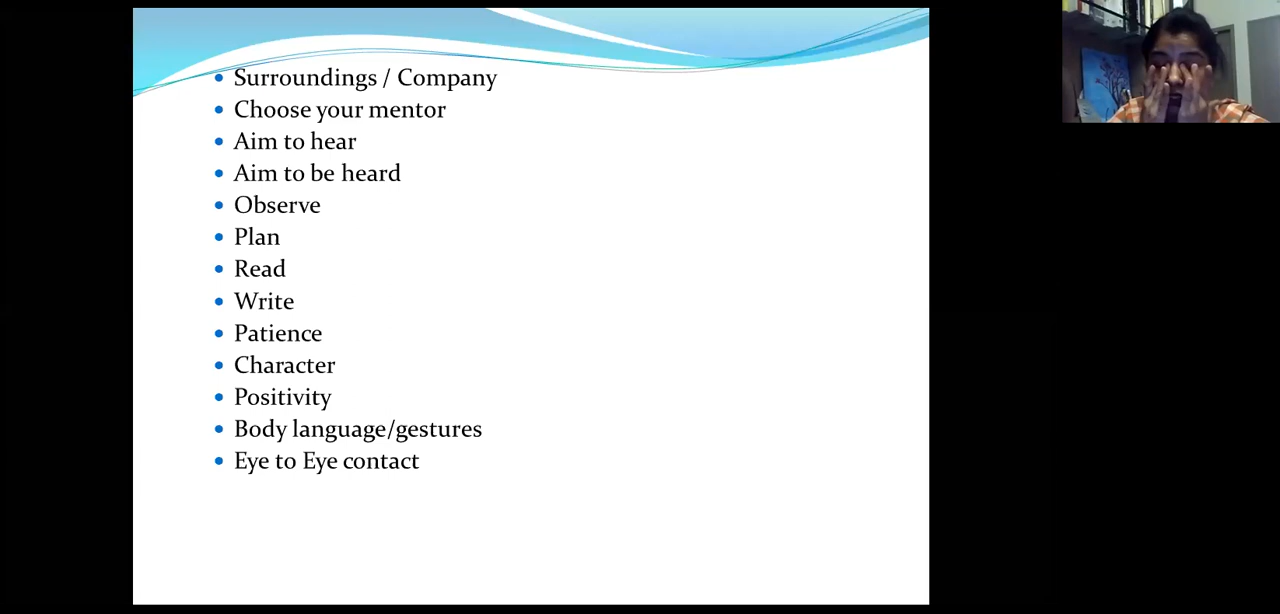 Surroundings / Company
Choose your mentor
Aim to hear
Aim to be heard
Observe
Plan
Read
Write
Patience
Character
Positivity
Body language/gestures
Eye to Eye contact